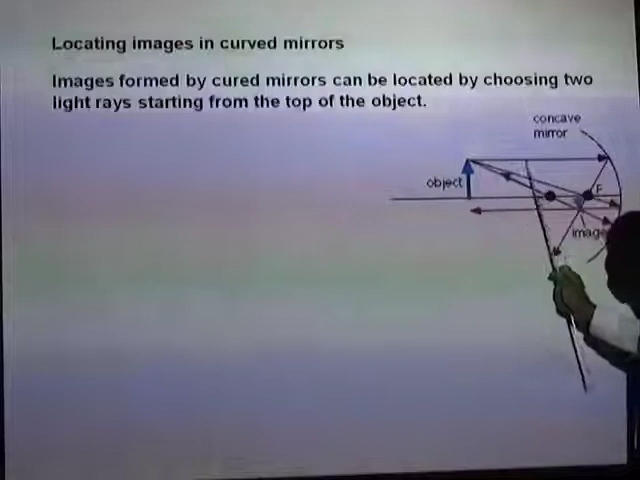 Locating images in curved mirrors
Images formed by cured mirrors can be located by choosing two
light rays starting from the top of the object.
concave
mirror
object
F
image